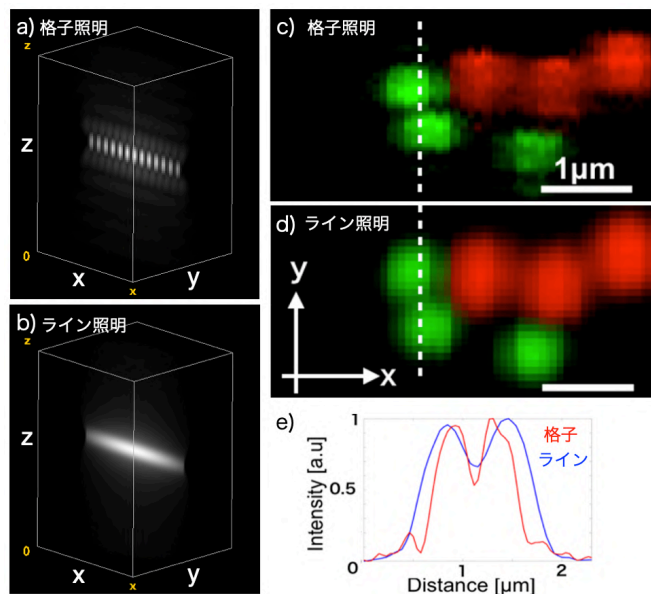 a) 格子照明
z
z
0
x
y
x
b) ライン照明
z
z
0
x
y
x
c) 格子照明
1μm
d) ライン照明
y
x
e)
1
0.5
0
Intensity [a.u]
格子
ライン
1
2
Distance [μm]